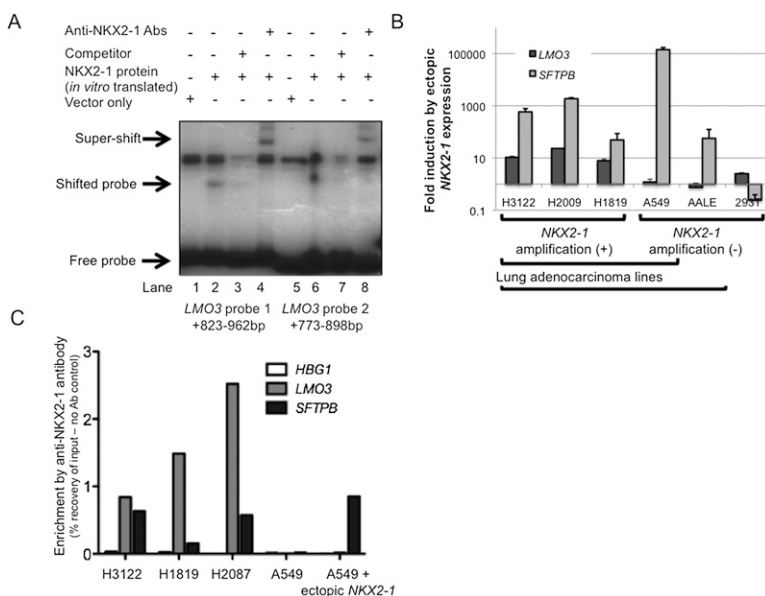 A
Anti-NKX2-1 Abs - - - + - - - +
Competitor - - + - - - + -
NKX2-1 protein - + + + - + + +
(in vitro translated)
Vector only + - - - + - - -
Super-shift
Shifted probe
Free probe
Lane 1 2 3 4 5 6 7 8
LMO3 probe 1 LMO3 probe 2
+823-962bp +773-898bp
B
Fold induction by ectopic
NKX2-1 expression
100000
1000
10
0.1
LMO3
SFTPB
H3122 H2009 H1819 A549 AALE 293T
NKX2-1 NKX2-1
amplification (+) amplification (-)
Lung adenocarcinoma lines
C
Enrichment by anti-NKX2-1 antibody
(% recovery of input – no Ab control)
3
2
1
0
HBG1
LMO3
SFTPB
H3122 H1819 H2087 A549 A549 +
ectopic NKX2-1